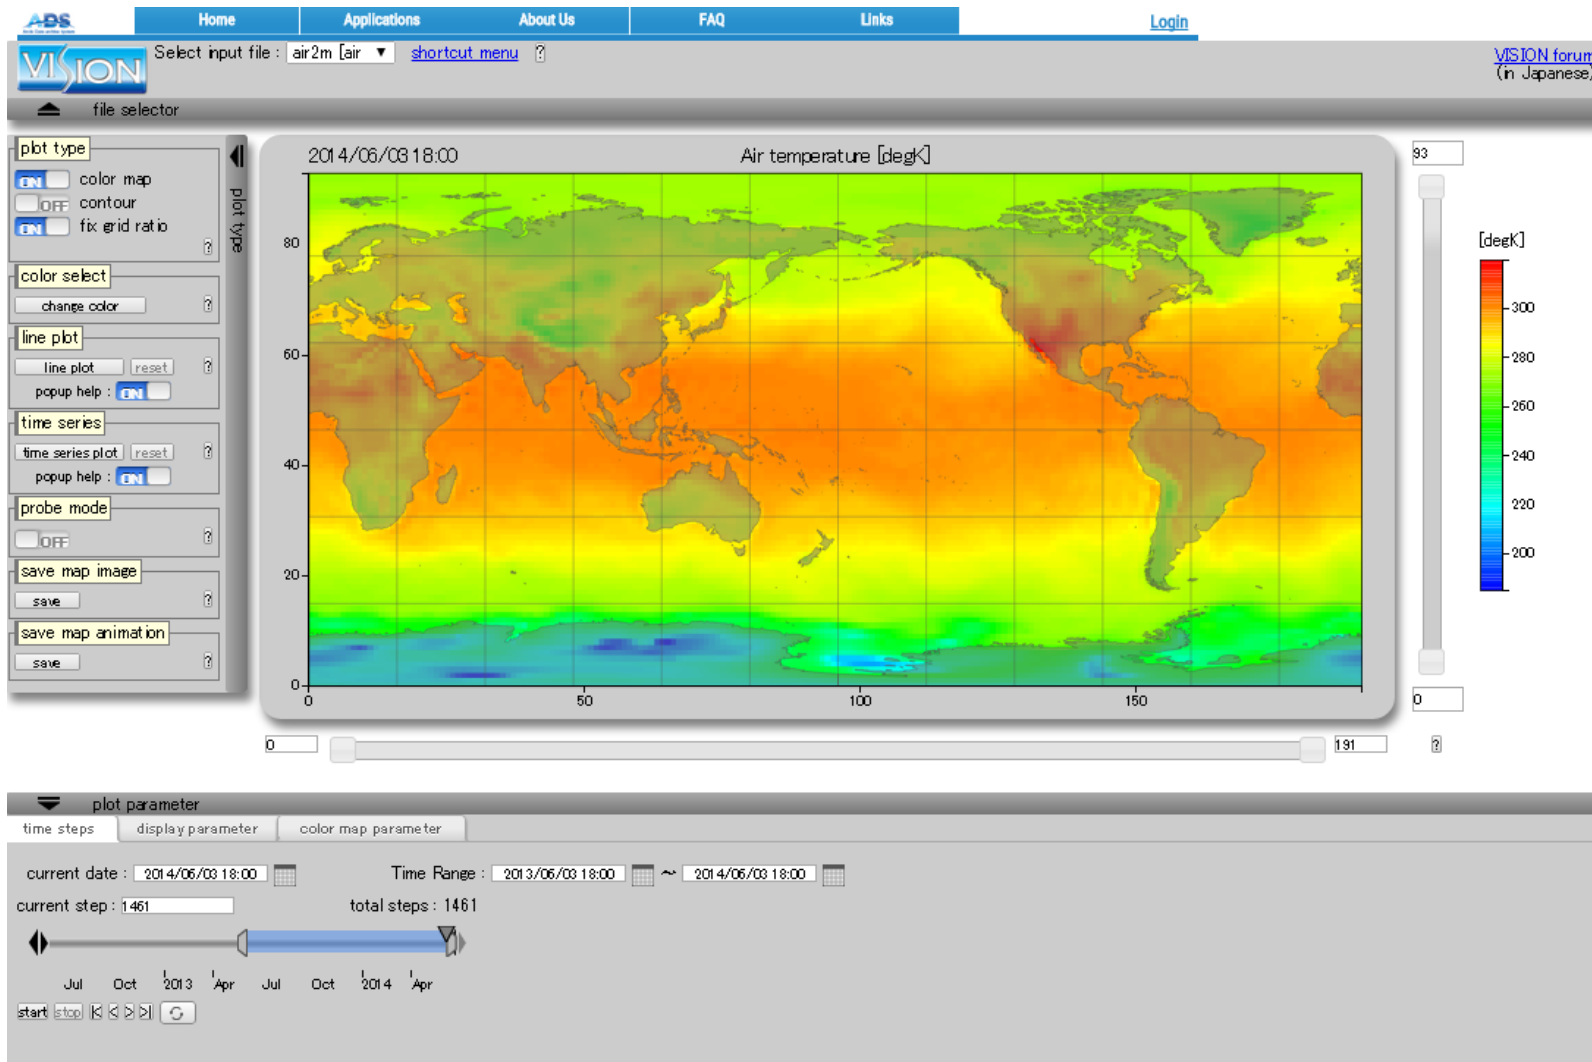 ADS Home Applications About Us FAQ Links Login
VISION Select input file : air2m [air ▼ shortcut menu ? VISION forum
(in Japanese)
file selector
plot type
ON color map
OFF contour
ON fix grid ratio
?
plot type
color select
change color ?
line plot
line plot reset ?
popup help : ON
time series
time series plot reset ?
popup help : ON
probe mode
OFF ?
save map image
save ?
save map animation
save ?
2014/06/03 18:00 Air temperature [degK]
80
60
40
20
0
0 50 100 150
93
0
0 191 ?
[degK]
300
280
260
240
220
200
plot parameter
time steps display parameter color map parameter
current date : 2014/06/03 18:00 Time Range : 2013/06/03 18:00 ~ 2014/06/03 18:00
current step : 1461 total steps : 1461
Jul Oct 2013 Apr Jul Oct 2014 Apr
start stop |< < > >|